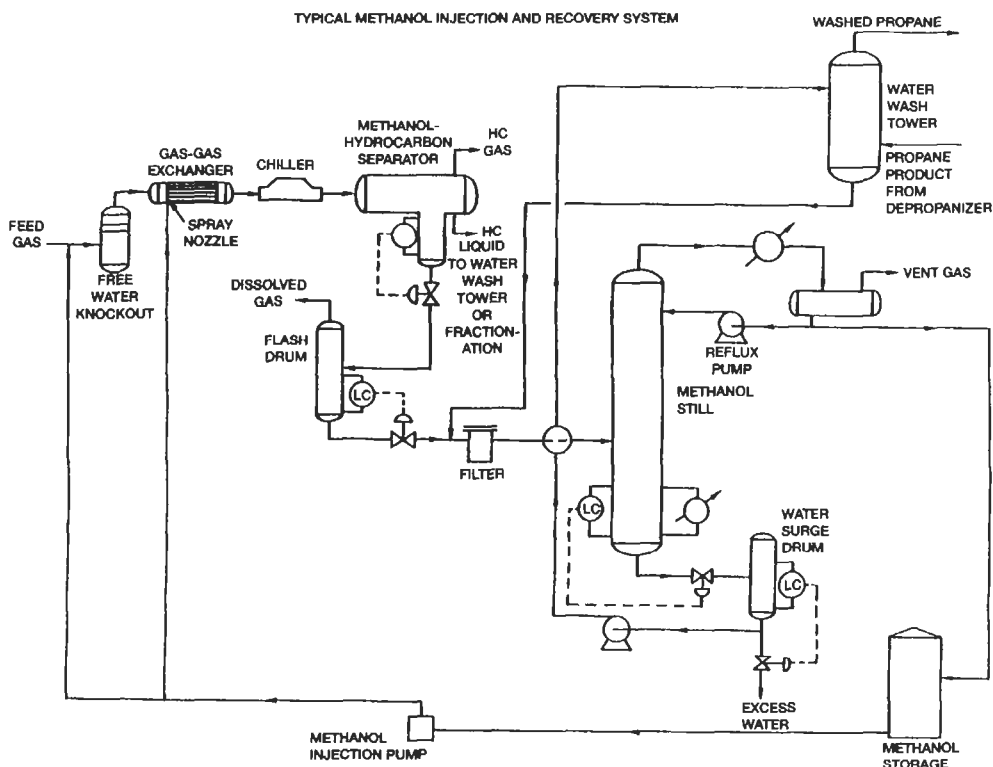 TYPICAL METHANOL INJECTION AND RECOVERY SYSTEM
WASHED PROPANE
WATER
WASH
TOWER
PROPANE
PRODUCT
FROM
DEPROPANIZER
METHANOL-
HYDROCARBON
SEPARATOR
HC
GAS
GAS-GAS
EXCHANGER
CHILLER
FEED
GAS
SPRAY
NOZZLE
FREE
WATER
KNOCKOUT
HC
LIQUID
TO WATER
WASH
TOWER
OR
FRACTION-
ATION
DISSOLVED
GAS
FLASH
DRUM
LC
FILTER
VENT GAS
REFLUX
PUMP
METHANOL
STILL
LC
WATER
SURGE
DRUM
LC
EXCESS
WATER
METHANOL
INJECTION PUMP
METHANOL
STORAGE